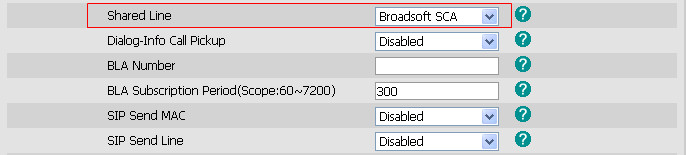 Shared Line Broadsoft SCA ?
Dialog-Info Call Pickup Disabled ?
BLA Number ?
BLA Subscription Period(Scope:60~7200) 300 ?
SIP Send MAC Disabled ?
SIP Send Line Disabled ?